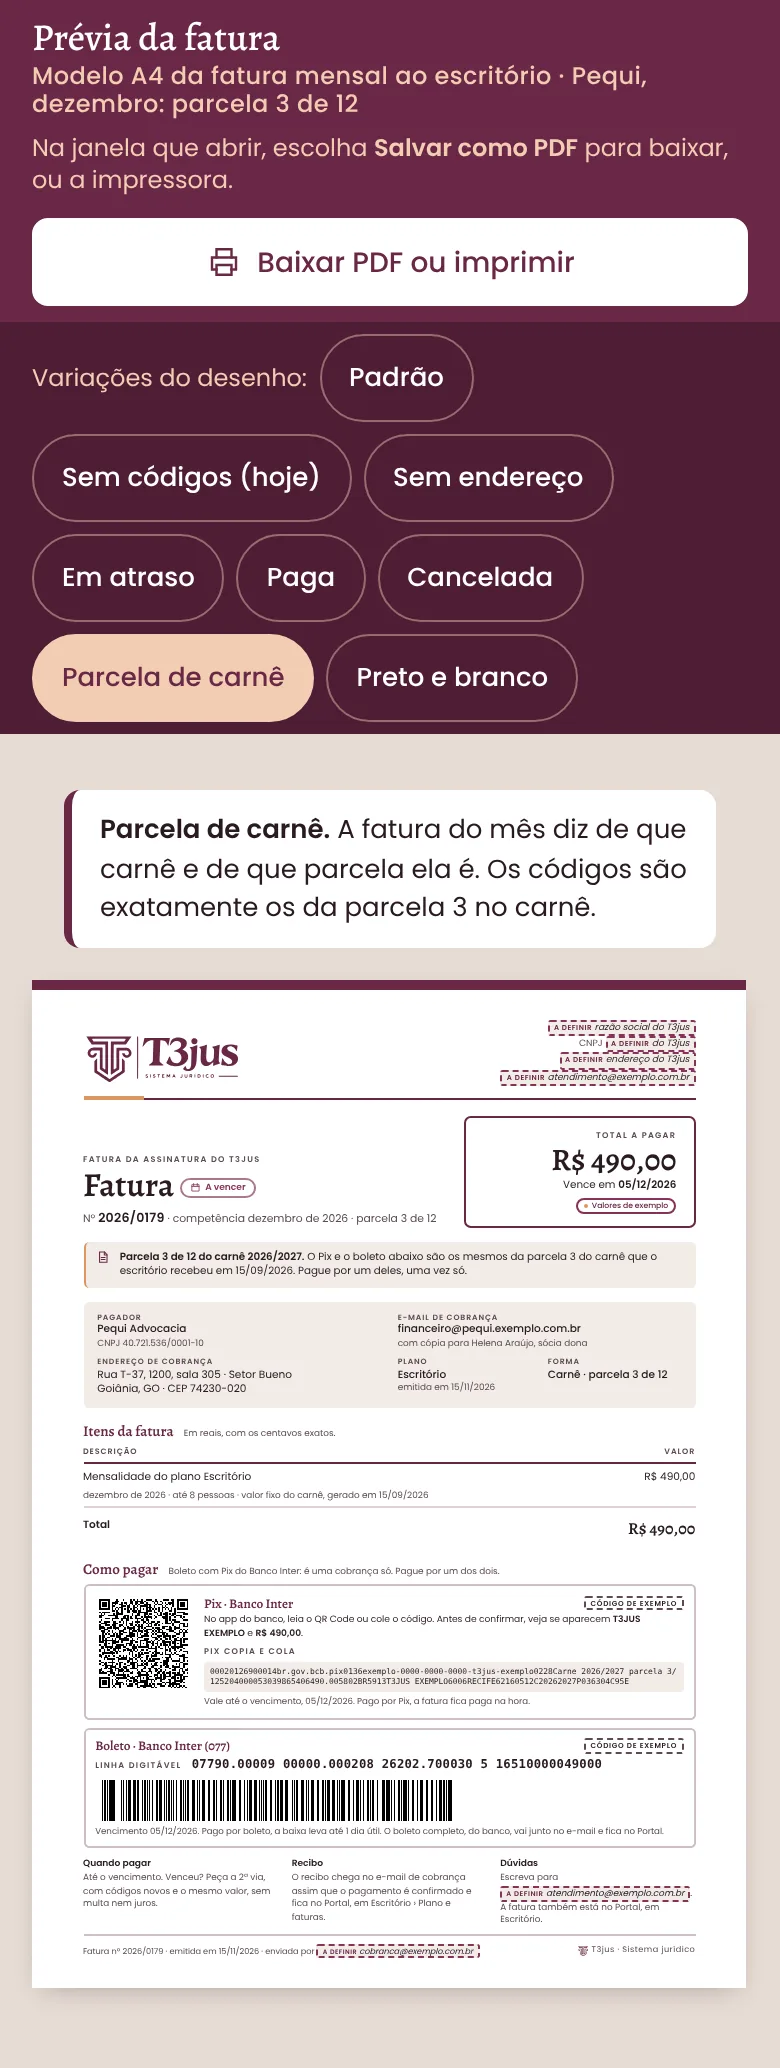 Prévia da fatura
Modelo A4 da fatura mensal ao escritório · Pequi,
dezembro: parcela 3 de 12
Na janela que abrir, escolha Salvar como PDF para baixar,
ou a impressora.
Baixar PDF ou imprimir
Variações do desenho: Padrão
Sem códigos (hoje) Sem endereço
Em atraso Paga Cancelada
Parcela de carnê Preto e branco
Parcela de carnê. A fatura do mês diz de que
carnê e de que parcela ela é. Os códigos são
exatamente os da parcela 3 no carnê.
T3jus
SISTEMA JURÍDICO
A DEFINIR razão social do T3jus
CNPJ A DEFINIR do T3jus
A DEFINIR endereço do T3jus
A DEFINIR atendimento@exemplo.com.br
FATURA DA ASSINATURA DO T3JUS
Fatura A vencer
Nº 2026/0179 · competência dezembro de 2026 · parcela 3 de 12
TOTAL A PAGAR
R$ 490,00
Vence em 05/12/2026
Valores de exemplo
Parcela 3 de 12 do carnê 2026/2027. O Pix e o boleto abaixo são os mesmos da parcela 3 do carnê que o
escritório recebeu em 15/09/2026. Pague por um deles, uma vez só.
PAGADOR
Pequi Advocacia
CNPJ 40.721.536/0001-10
E-MAIL DE COBRANÇA
financeiro@pequi.exemplo.com.br
com cópia para Helena Araújo, sócia dona
ENDEREÇO DE COBRANÇA
Rua T-37, 1200, sala 305 · Setor Bueno
Goiânia, GO · CEP 74230-020
PLANO
Escritório
emitida em 15/11/2026
FORMA
Carnê · parcela 3 de 12
Itens da fatura Em reais, com os centavos exatos.
DESCRIÇÃO VALOR
Mensalidade do plano Escritório R$ 490,00
dezembro de 2026 · até 8 pessoas · valor fixo do carnê, gerado em 15/09/2026
Total R$ 490,00
Como pagar Boleto com Pix do Banco Inter: é uma cobrança só. Pague por um dos dois.
Pix · Banco Inter CÓDIGO DE EXEMPLO
No app do banco, leia o QR Code ou cole o código. Antes de confirmar, veja se aparecem T3JUS
EXEMPLO e R$ 490,00.
PIX COPIA E COLA
00020126900014br.gov.bcb.pix0136exemplo-0000-0000-0000-t3jus-exemplo0228Carne 2026/2027 parcela 3/
125204000053039865406490.005802BR5913T3JUS EXEMPLO6006RECIFE62160512C20262027P036304C95E
Vale até o vencimento, 05/12/2026. Pago por Pix, a fatura fica paga na hora.
Boleto · Banco Inter (077) CÓDIGO DE EXEMPLO
LINHA DIGITÁVEL 07790.00009 00000.000208 26202.700030 5 16510000049000
Vencimento 05/12/2026. Pago por boleto, a baixa leva até 1 dia útil. O boleto completo, do banco, vai junto no e-mail e fica no Portal.
Quando pagar
Até o vencimento. Venceu? Peça a 2ª via,
com códigos novos e o mesmo valor, sem
multa nem juros.
Recibo
O recibo chega no e-mail de cobrança
assim que o pagamento é confirmado e
fica no Portal, em Escritório › Plano e
faturas.
Dúvidas
Escreva para
A DEFINIR atendimento@exemplo.com.br.
A fatura também está no Portal, em
Escritório.
Fatura nº 2026/0179 · emitida em 15/11/2026 · enviada por A DEFINIR cobranca@exemplo.com.br
T3jus · Sistema jurídico